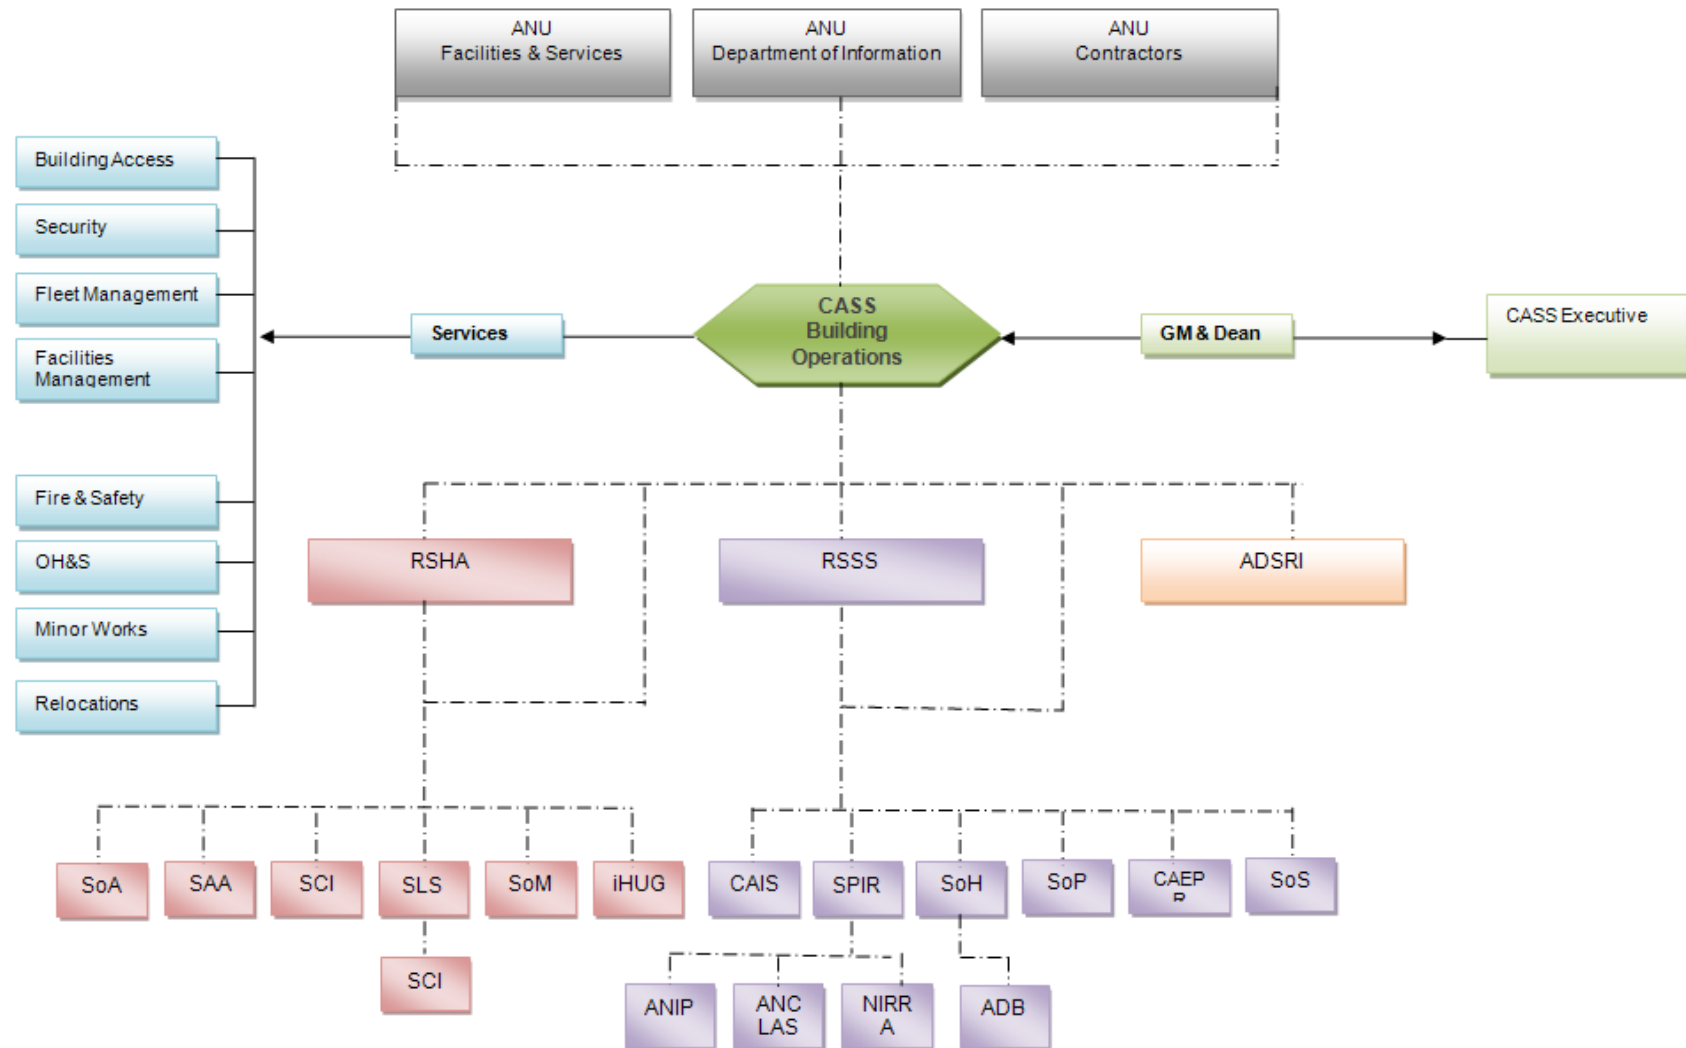 ANU
Facilities & Services
ANU
Department of Information
ANU
Contractors
Building Access
Security
Fleet Management
Facilities
Management
Fire & Safety
OH&S
Minor Works
Relocations
Services
CASS
Building
Operations
GM & Dean
CASS Executive
RSHA
RSSS
ADSRI
SoA
SAA
SCI
SLS
SoM
iHUG
CAIS
SPIR
SoH
SoP
CAEP
R
SoS
SCI
ANIP
ANC
LAS
NIRR
A
ADB